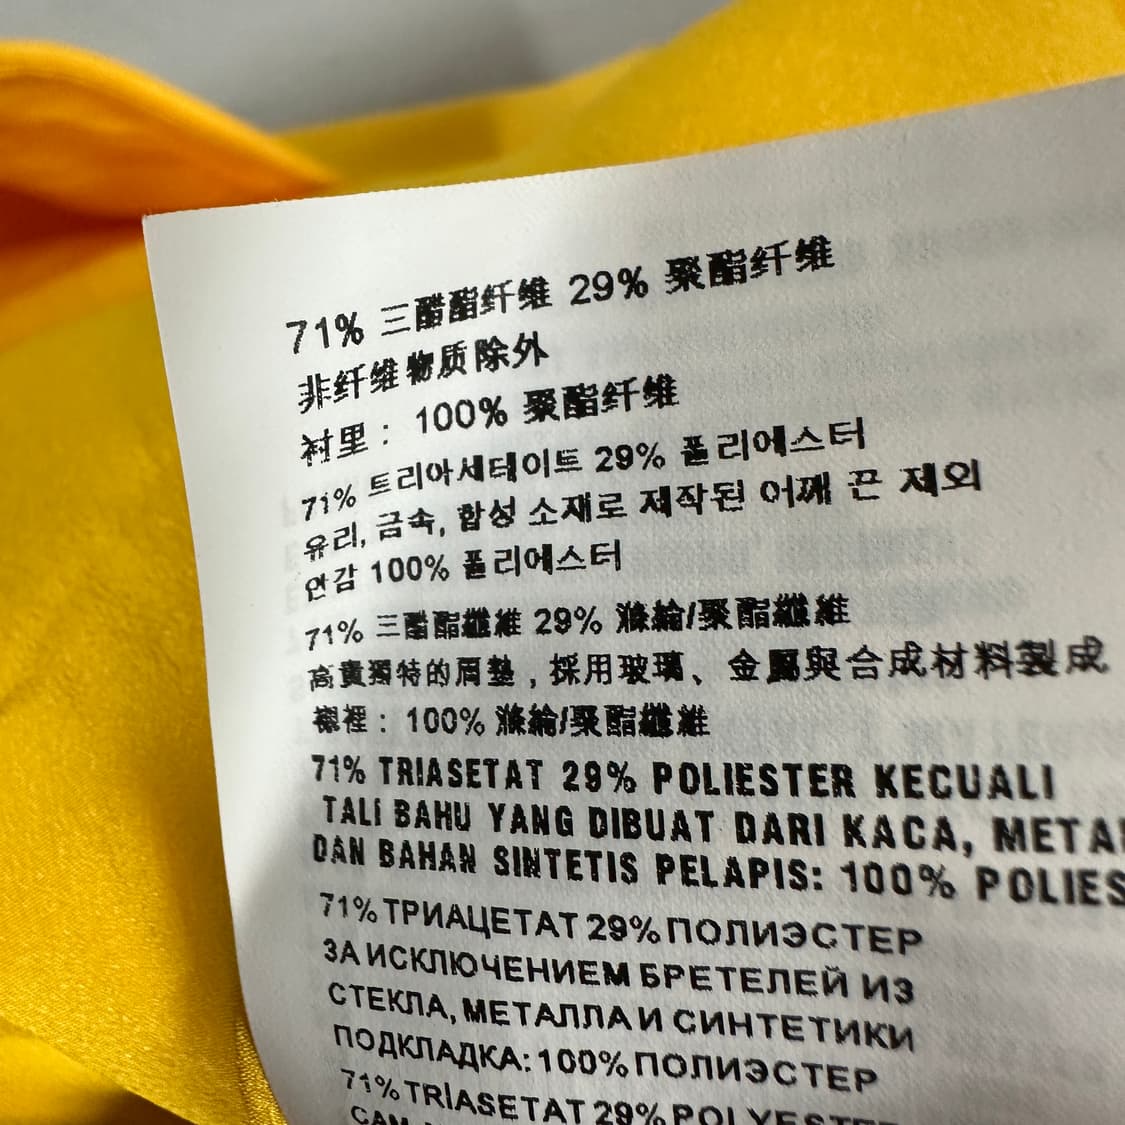 71% 三醋酯纤维 29% 聚酯纤维
非纤维物质除外
衬里： 100% 聚酯纤维
71% 트리아세테이트 29% 폴리에스터
유리, 금속, 합성 소재로 제작된 어깨 끈 제외
안감 100% 폴리에스터
71% 三醋酯纖維 29% 滌綸/聚酯纖維
高貴獨特的肩墊，採用玻璃、金屬與合成材料製成
襯裡： 100% 滌綸/聚酯纖維
71% TRIASETAT 29% POLIESTER KECUALI
TALI BAHU YANG DIBUAT DARI KACA, METAL
DAN BAHAN SINTETIS PELAPIS: 100% POLIES
71% ТРИАЦЕТАТ 29% ПОЛИЭСТЕР
ЗА ИСКЛЮЧЕНИЕМ БРЕТЕЛЕЙ ИЗ
СТЕКЛА, МЕТАЛЛА И СИНТЕТИКИ
ПОДКЛАДКА: 100% ПОЛИЭСТЕР
71% TRİASETAT 29% POLYESTER